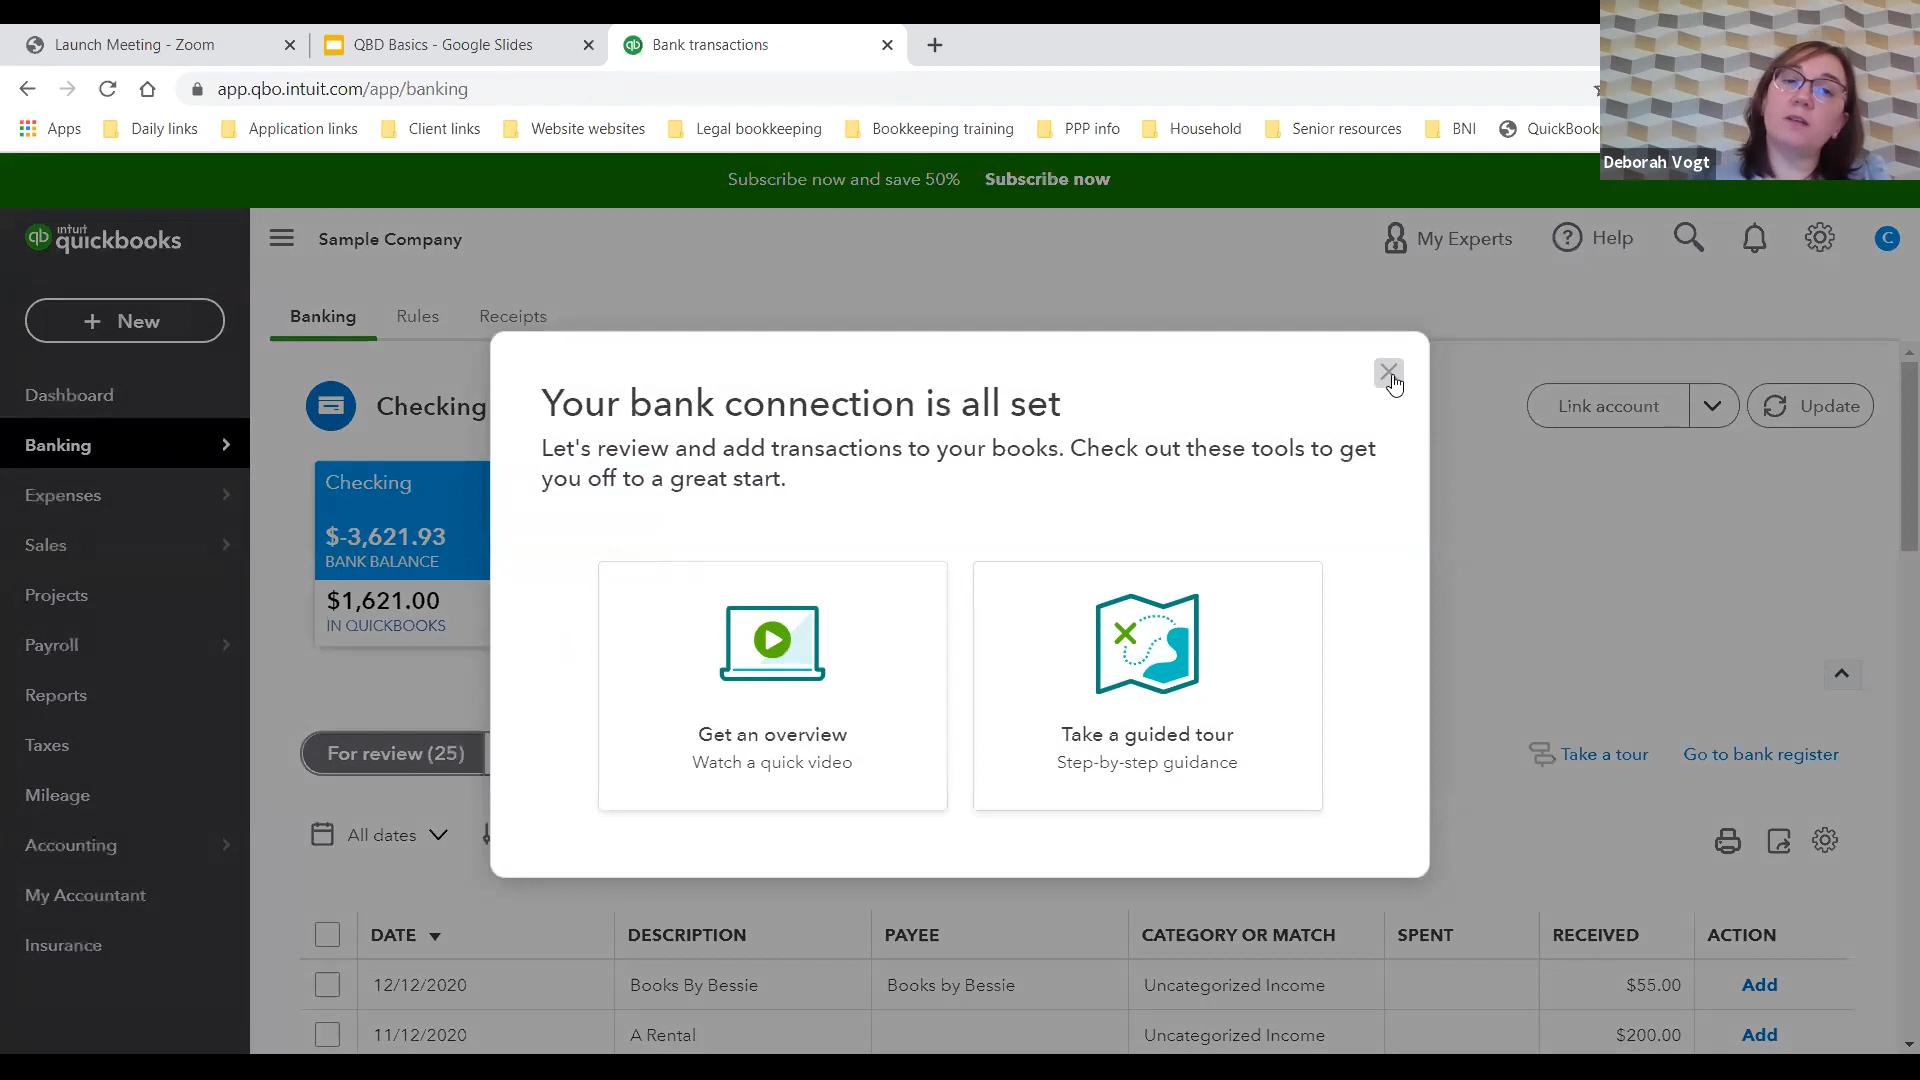 Launch Meeting - Zoom
QBD Basics - Google Slides
Bank transactions
app.qbo.intuit.com/app/banking
Apps
Daily links
Application links
Client links
Website websites
Legal bookkeeping
Bookkeeping training
PPP info
Household
Senior resources
BNI
Deborah Vogt
Subscribe now and save 50% Subscribe now
intuit
quickbooks
Sample Company
My Experts
Help
C
New
Banking
Rules
Receipts
Dashboard
Banking
Expenses
Sales
Projects
Payroll
Reports
Taxes
Mileage
Accounting
My Accountant
Insurance
Checking
Link account
Update
Checking
$-3,621.93
BANK BALANCE
$1,621.00
IN QUICKBOOKS
Your bank connection is all set
Let's review and add transactions to your books. Check out these tools to get
you off to a great start.
Get an overview
Watch a quick video
Take a guided tour
Step-by-step guidance
For review (25)
Take a tour
Go to bank register
All dates
DATE DESCRIPTION PAYEE CATEGORY OR MATCH SPENT RECEIVED ACTION
12/12/2020 Books By Bessie Books by Bessie Uncategorized Income $55.00 Add
11/12/2020 A Rental Uncategorized Income $200.00 Add